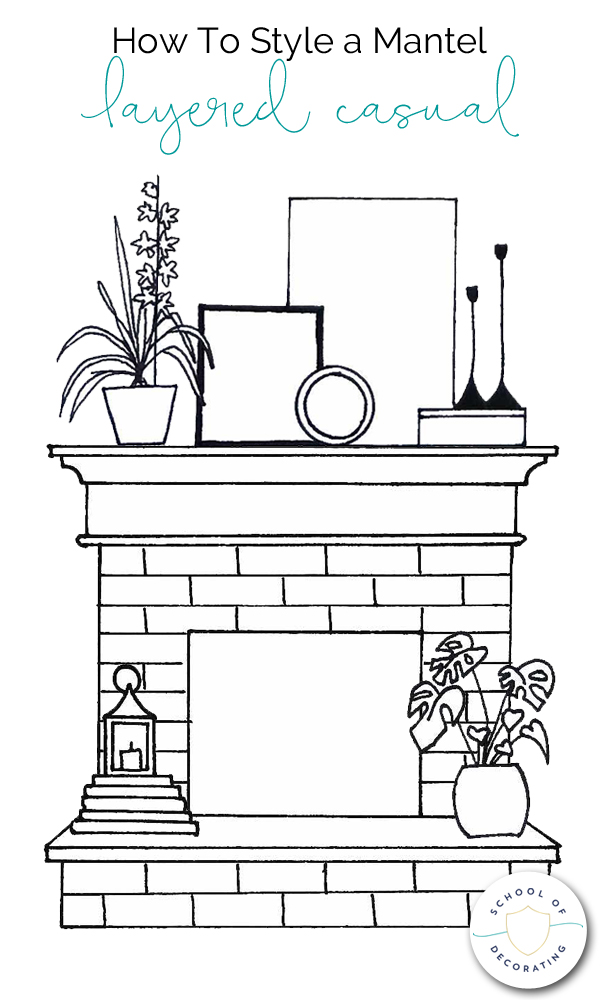 How To Style a Mantel
layered casual
SCHOOL OF
DECORATING